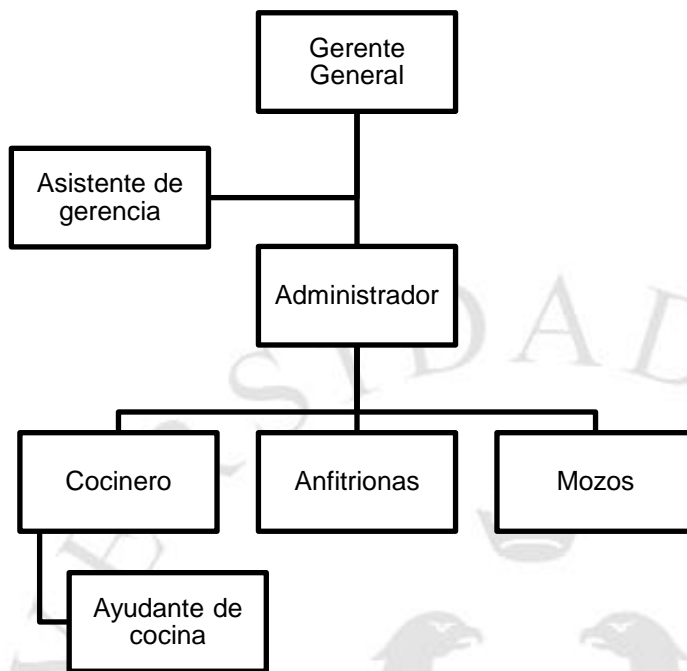 Gerente
General
Asistente de
gerencia
Administrador
Cocinero
Anfitrionas
Mozos
Ayudante de
cocina